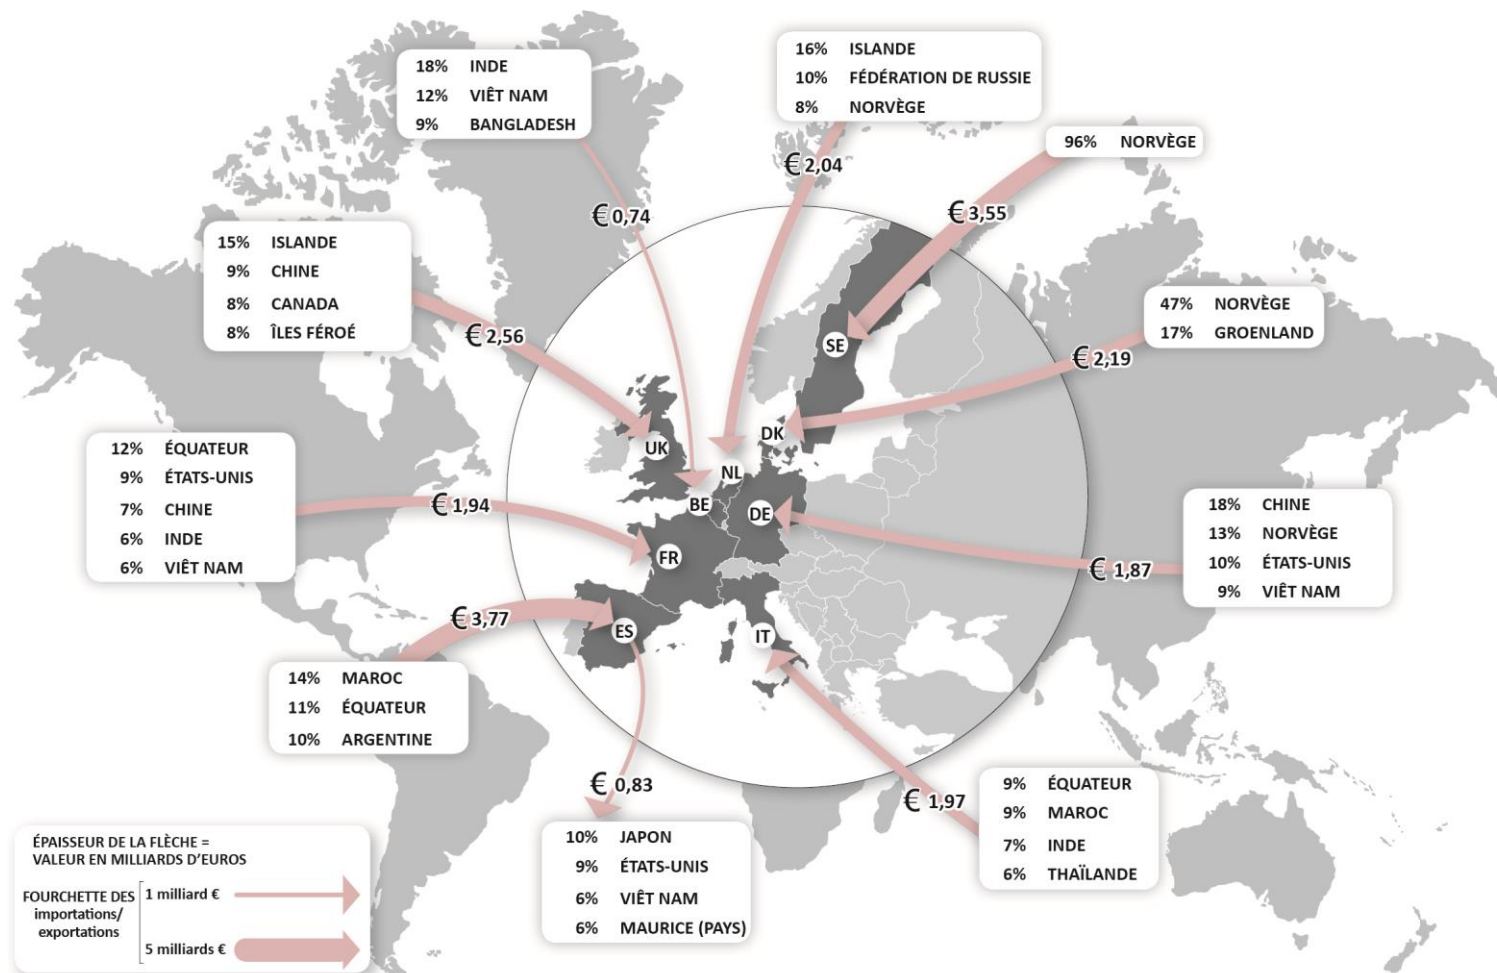 18% INDE
12% VIÊT NAM
9% BANGLADESH
16% ISLANDE
10% FÉDÉRATION DE RUSSIE
8% NORVÈGE
96% NORVÈGE
€ 2,04
€ 3,55
€ 0,74
15% ISLANDE
9% CHINE
8% CANADA
8% ÎLES FÉROÉ
€ 2,56
47% NORVÈGE
17% GROENLAND
€ 2,19
SE
DK
UK
NL
BE
DE
FR
ES
IT
12% ÉQUATEUR
9% ÉTATS-UNIS
7% CHINE
6% INDE
6% VIÊT NAM
€ 1,94
18% CHINE
13% NORVÈGE
10% ÉTATS-UNIS
9% VIÊT NAM
€ 1,87
€ 3,77
14% MAROC
11% ÉQUATEUR
10% ARGENTINE
€ 0,83
€ 1,97
10% JAPON
9% ÉTATS-UNIS
6% VIÊT NAM
6% MAURICE (PAYS)
9% ÉQUATEUR
9% MAROC
7% INDE
6% THAÏLANDE
ÉPAISSEUR DE LA FLÈCHE =
VALEUR EN MILLIARDS D'EUROS
FOURCHETTE DES
importations/
exportations
1 milliard €
5 milliards €